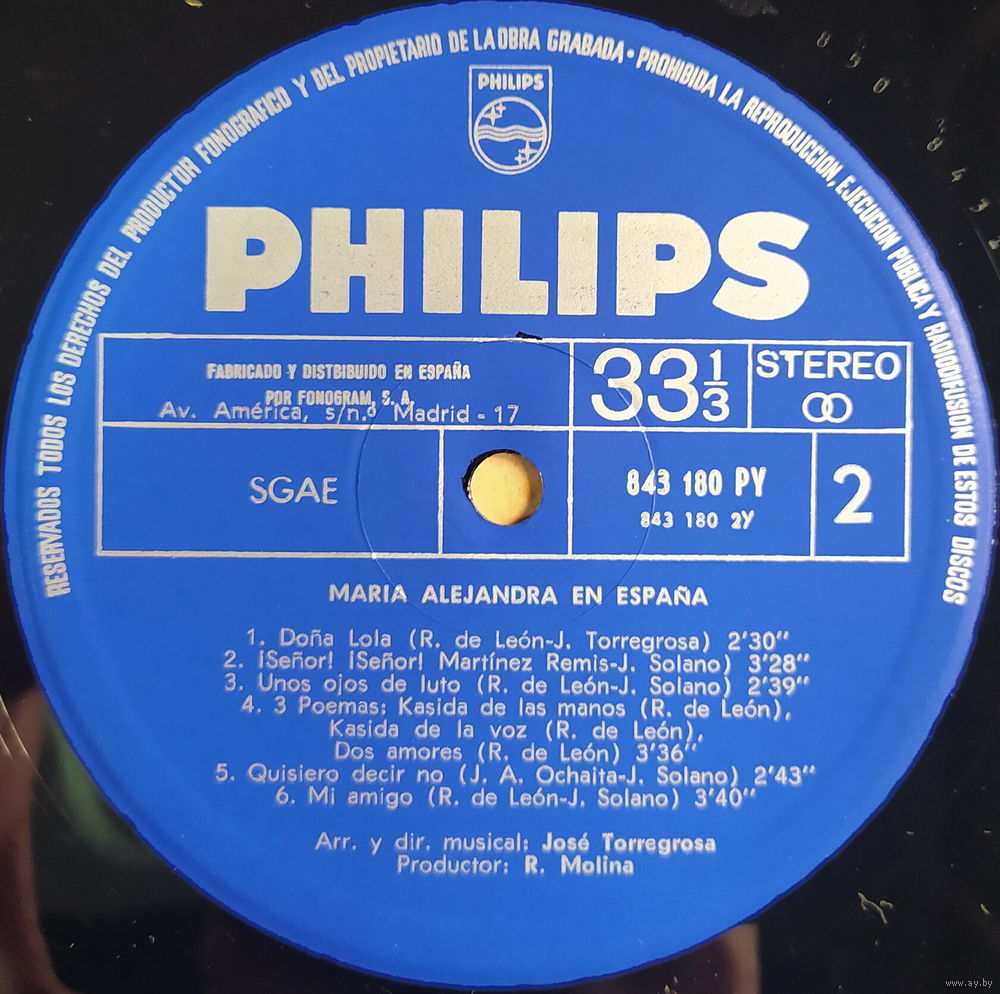 RESERVADOS TODOS LOS DERECHOS DEL PRODUCTOR FONOGRAFICO Y DEL PROPIETARIO DE LA OBRA GRABADA • PROHIBIDA LA REPRODUCCION, EJECUCION PUBLICA Y RADIODIFUSION DE ESTOS DISCOS
PHILIPS
PHILIPS
FABRICADO Y DISTBIBUIDO EN ESPAÑA
POR FONOGRAM, S. A.
Av. América, s/n.º Madrid - 17
33 1/3
STEREO
SGAE
843 180 PY
843 180 2Y
2
MARIA ALEJANDRA EN ESPAÑA
1. Doña Lola (R. de León-J. Torregrosa) 2'30"
2. ¡Señor! ¡Señor! Martínez Remis-J. Solano) 3'28"
3. Unos ojos de luto (R. de León-J. Solano) 2'39"
4. 3 Poemas: Kasida de las manos (R. de León),
Kasida de la voz (R. de León),
Dos amores (R. de León) 3'36"
5. Quisiero decir no (J. A. Ochaita-J. Solano) 2'43"
6. Mi amigo (R. de León-J. Solano) 3'40"
Arr. y dir. musical: José Torregrosa
Productor: R. Molina
www.ay.by